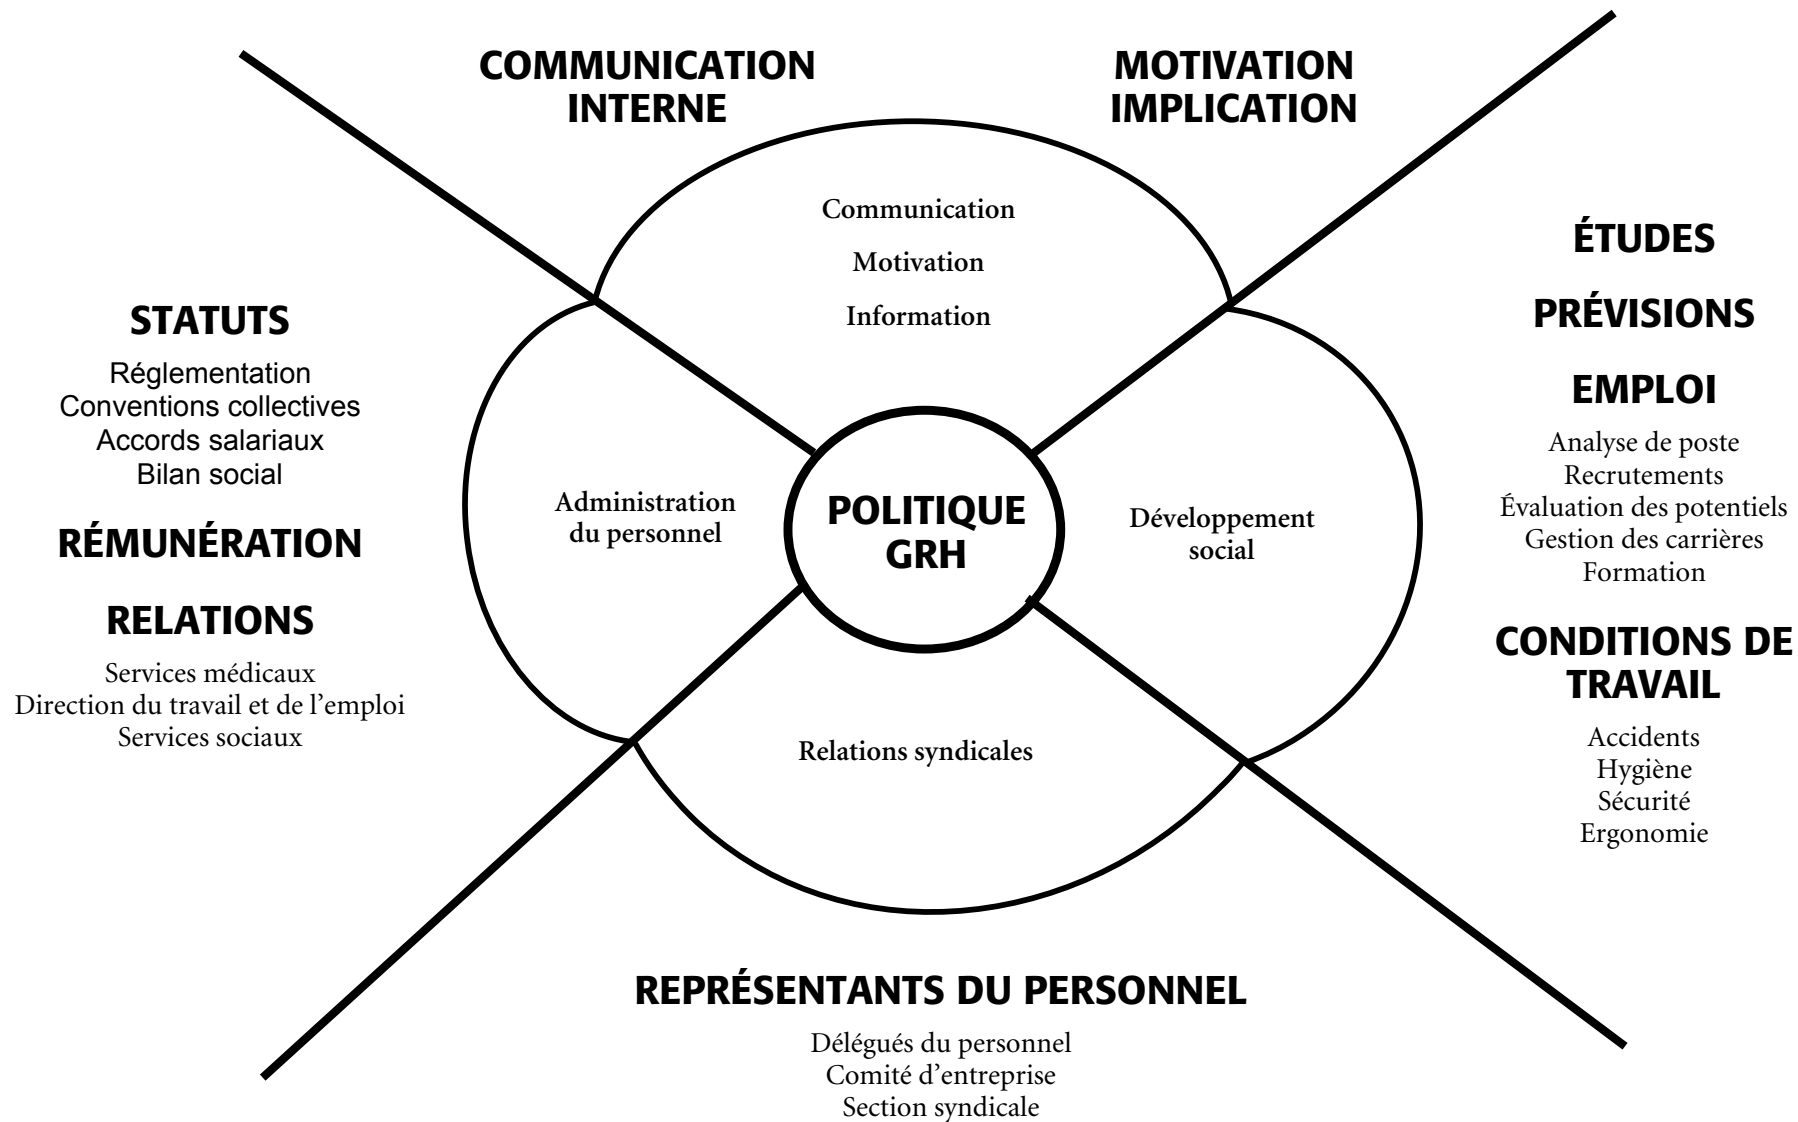 COMMUNICATION
INTERNE
MOTIVATION
IMPLICATION
Communication
Motivation
Information
STATUTS
Réglementation
Conventions collectives
Accords salariaux
Bilan social
RÉMUNÉRATION
RELATIONS
Services médicaux
Direction du travail et de l’emploi
Services sociaux
Administration
du personnel
POLITIQUE
GRH
Développement
social
ÉTUDES
PRÉVISIONS
EMPLOI
Analyse de poste
Recrutements
Évaluation des potentiels
Gestion des carrières
Formation
CONDITIONS DE
TRAVAIL
Accidents
Hygiène
Sécurité
Ergonomie
Relations syndicales
REPRÉSENTANTS DU PERSONNEL
Délégués du personnel
Comité d’entreprise
Section syndicale